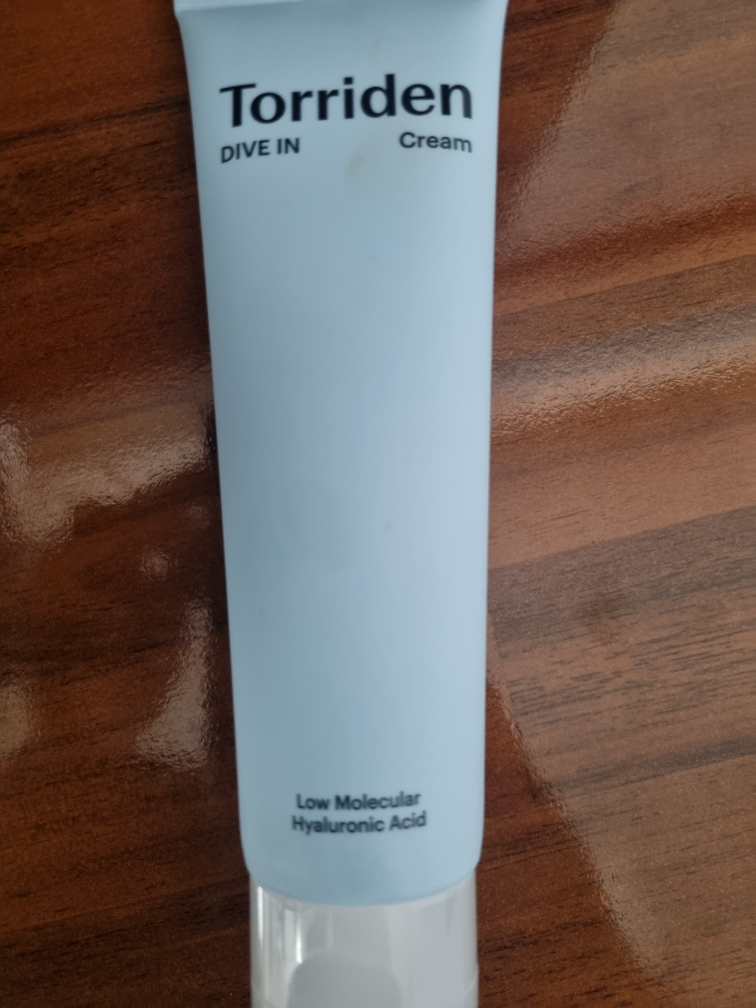 Torriden
DIVE IN Cream
Low Molecular
Hyaluronic Acid